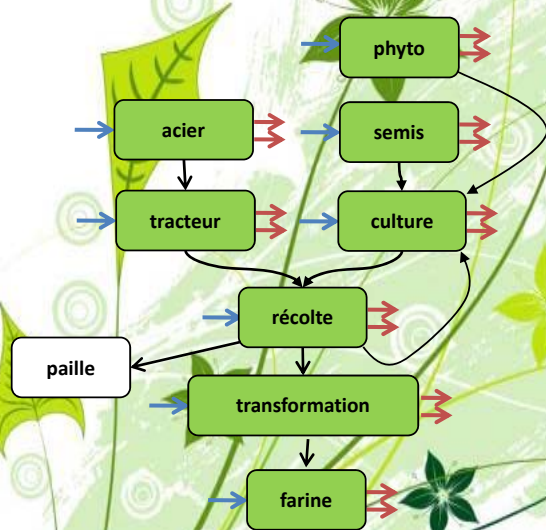 phyto
acier
semis
tracteur
culture
récolte
paille
transformation
farine